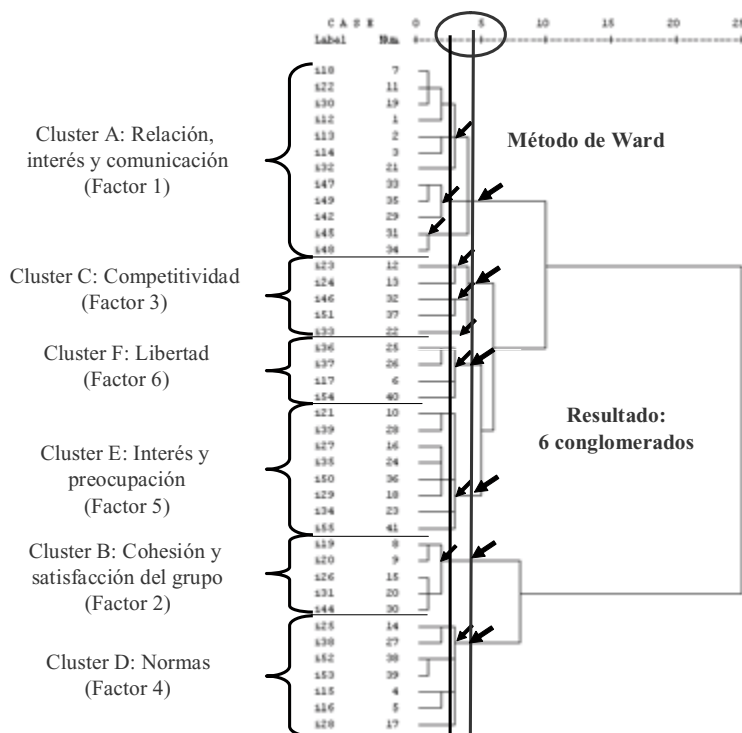 C A S E 0 5 10 15 20 25
Label Num
i18 7
i22 11
i30 19
i12 1
i13 2
i14 3
i32 21
i47 33
i49 35
i42 29
i45 31
i48 34
i23 12
i24 13
i46 32
i51 37
i33 22
i36 25
i37 26
i17 6
i54 40
i21 10
i39 28
i27 16
i35 24
i50 36
i29 18
i34 23
i55 41
i19 8
i20 9
i26 15
i31 20
i44 30
i25 14
i38 27
i52 38
i53 39
i15 4
i16 5
i28 17
Cluster A: Relación,
interés y comunicación
(Factor 1)
Cluster C: Competitividad
(Factor 3)
Cluster F: Libertad
(Factor 6)
Cluster E: Interés y
preocupación
(Factor 5)
Cluster B: Cohesión y
satisfacción del grupo
(Factor 2)
Cluster D: Normas
(Factor 4)
Método de Ward
Resultado:
6 conglomerados